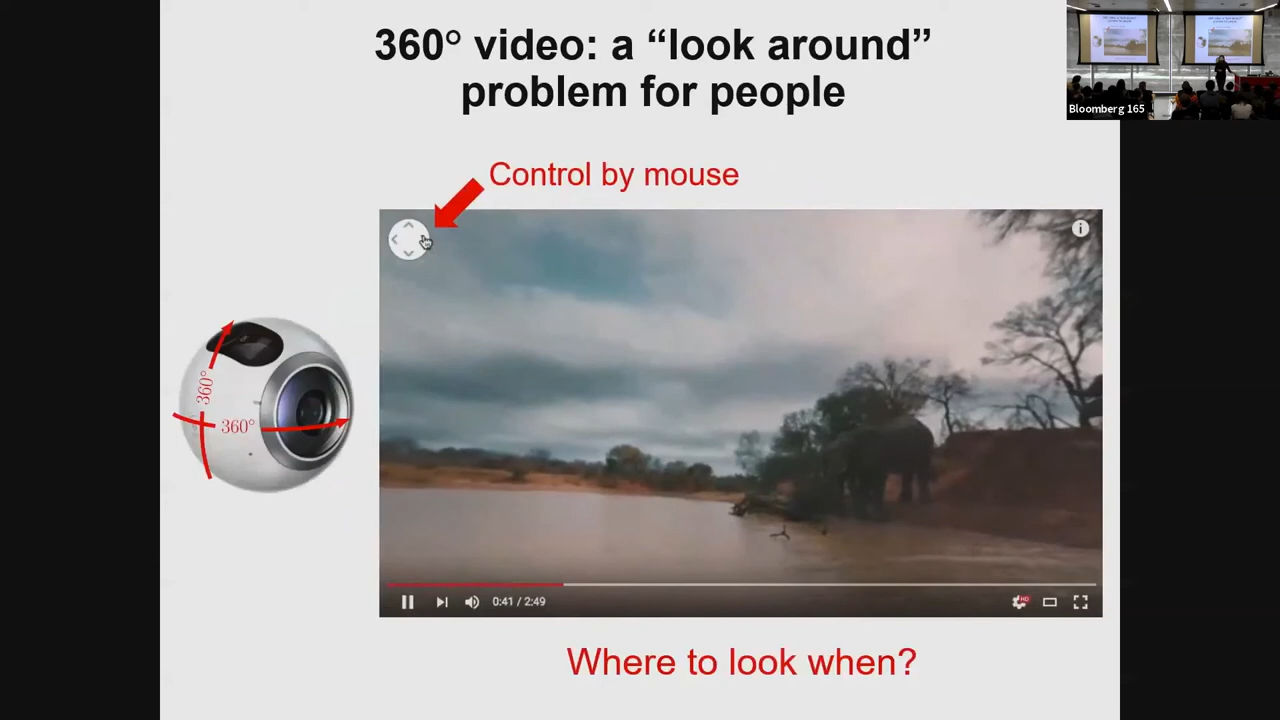 360° video: a “look around”
problem for people
Bloomberg 165
Control by mouse
360°
360°
0:41 / 2:49
HD
Where to look when?